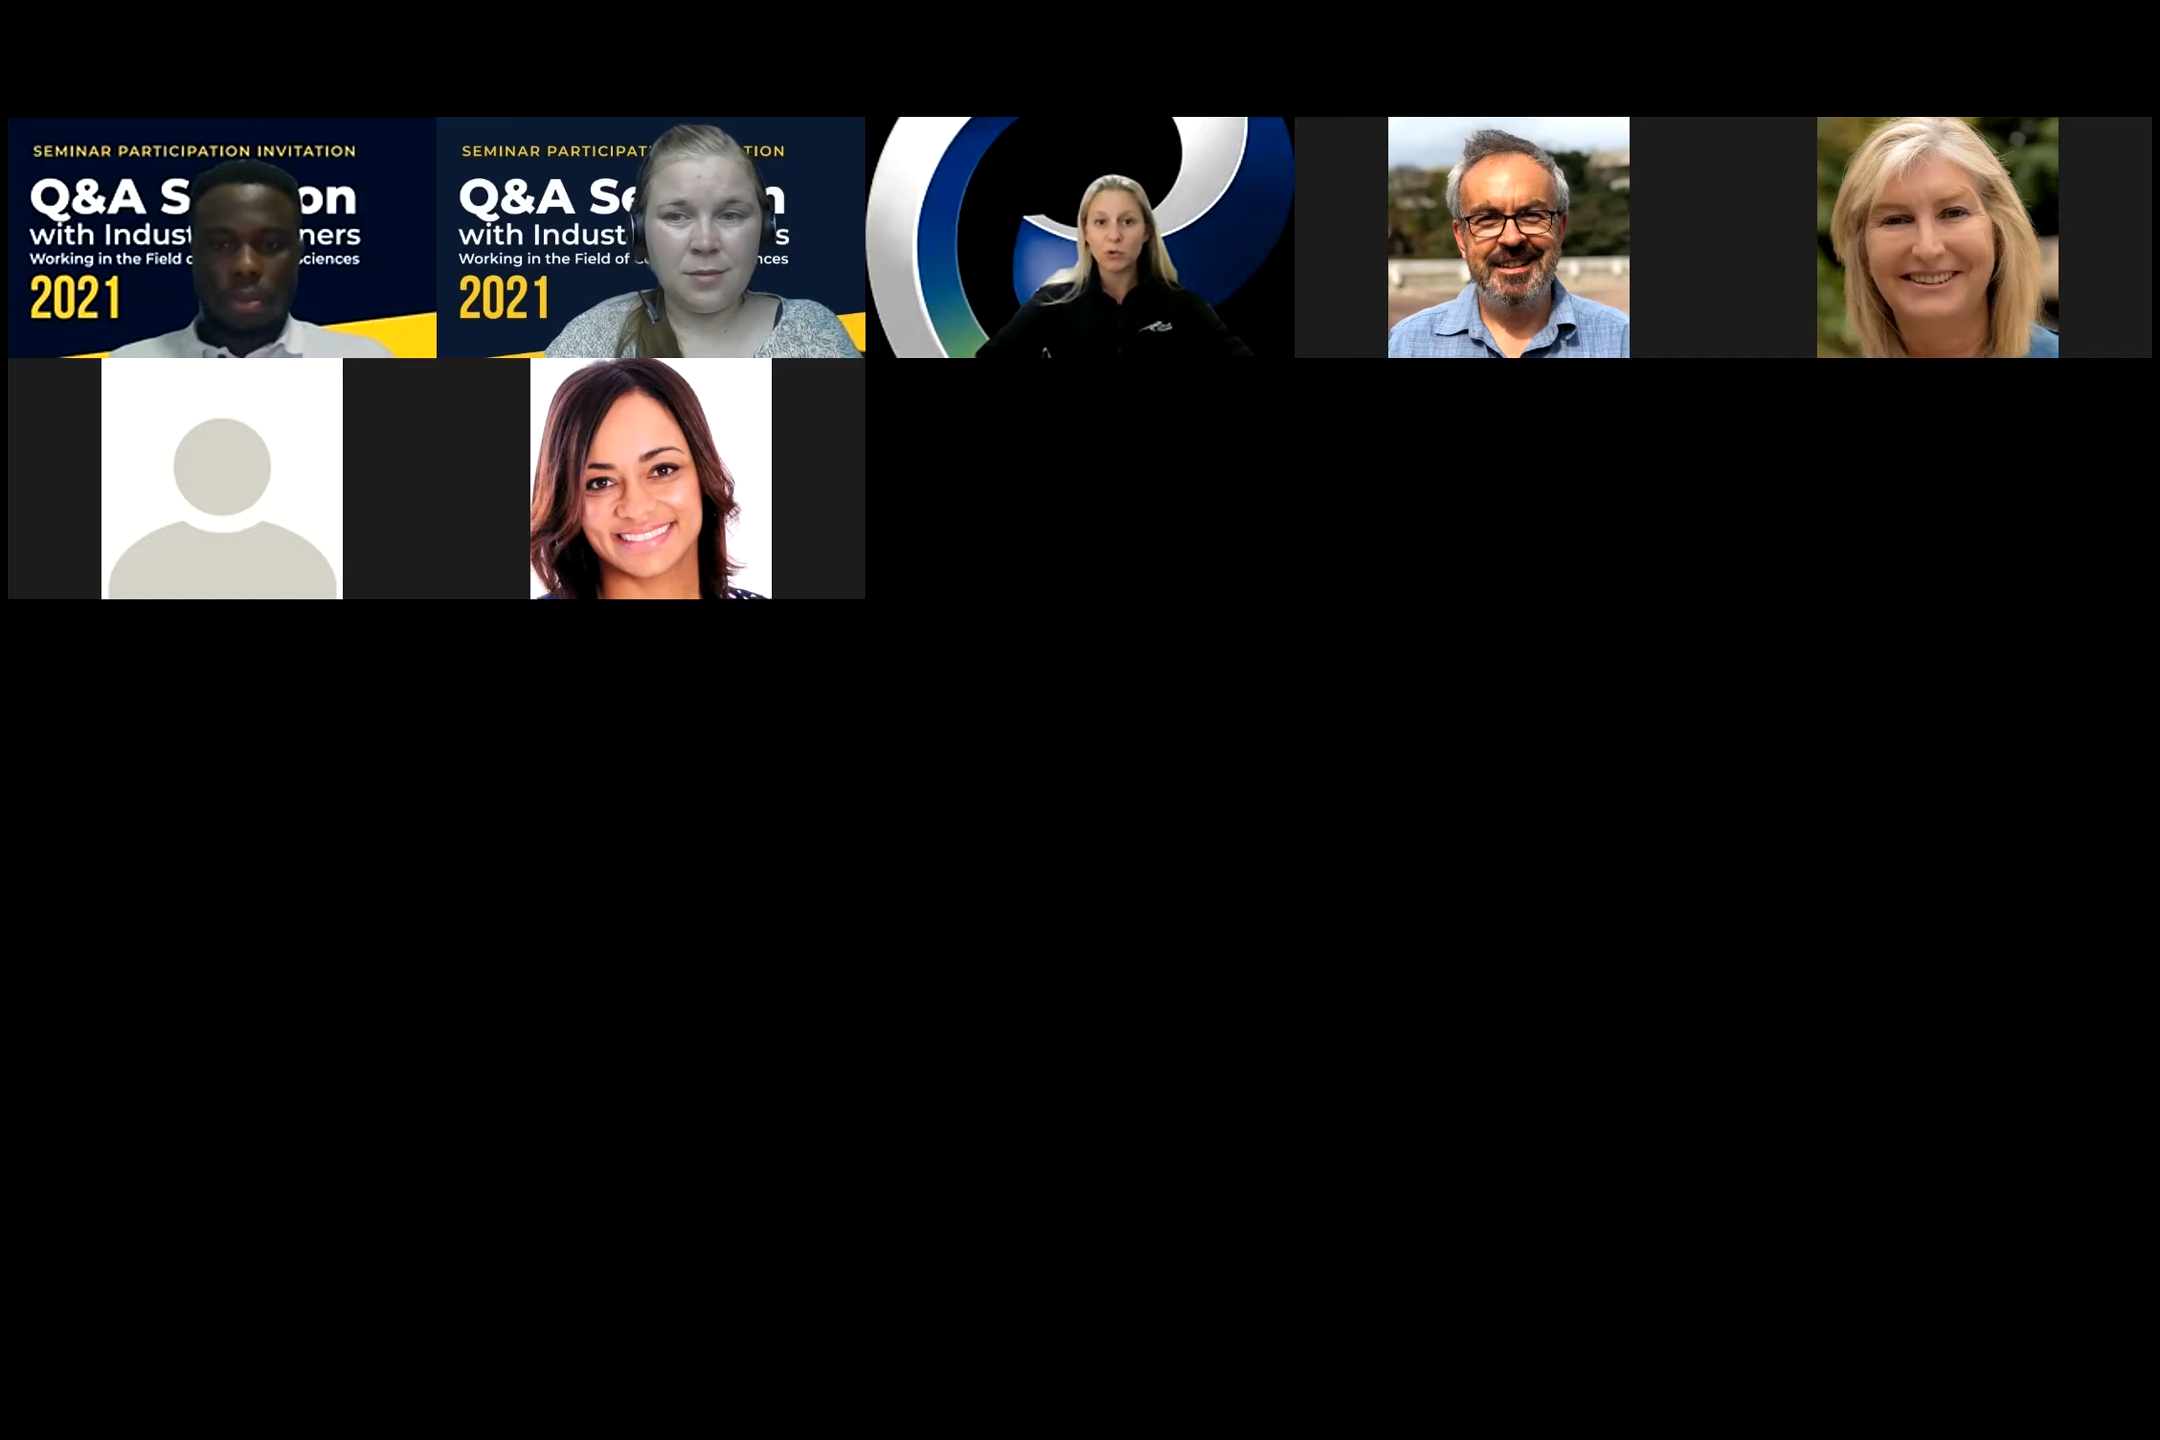 SEMINAR PARTICIPATION INVITATION
Q&A S on
with Indust ners
Working in the Field ciences
2021
SEMINAR PARTICIPAT TION
Q&A Se n
with Indust s
Working in the Field of nces
2021